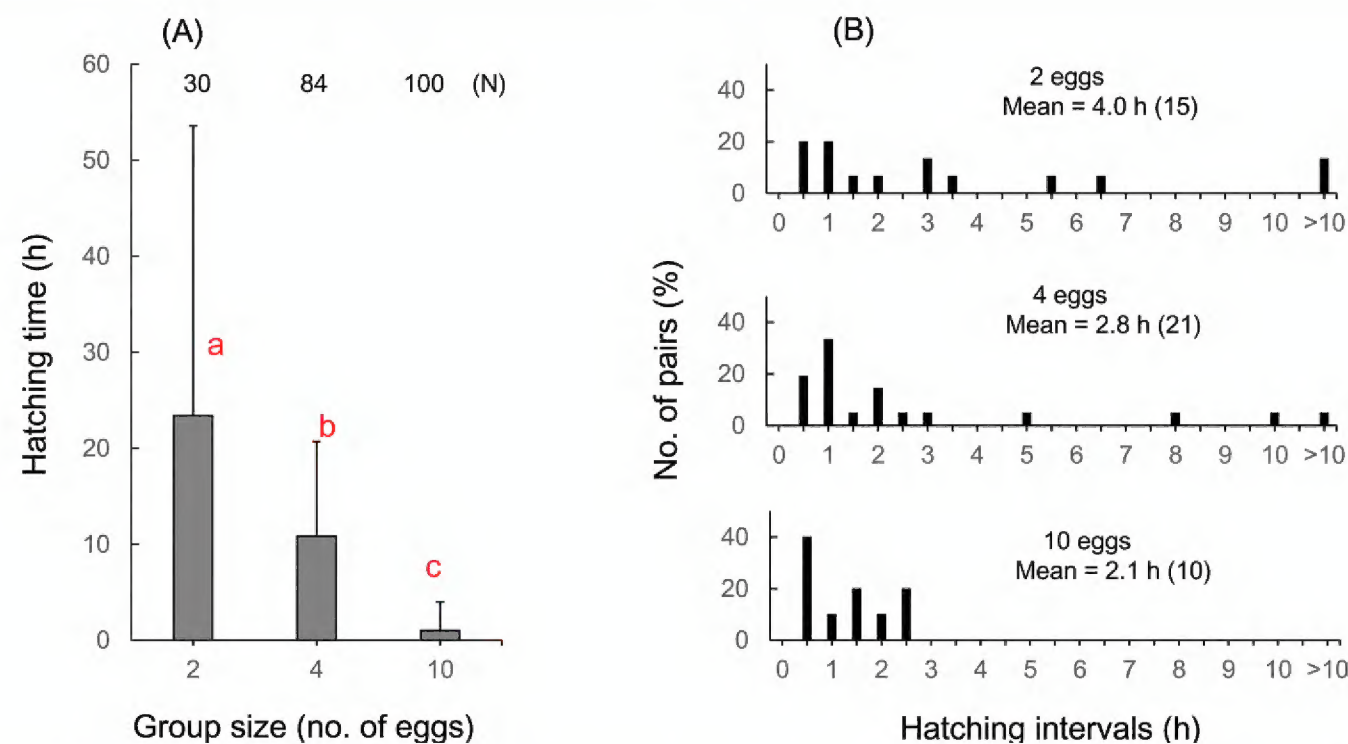 (A)
30 84 100 (N)
60
50
40
30
20
10
0
a
b
c
2 4 10
Hatching time (h)
Group size (no. of eggs)
(B)
2 eggs
Mean = 4.0 h (15)
40
20
0
0 1 2 3 4 5 6 7 8 9 10 >10
4 eggs
Mean = 2.8 h (21)
40
20
0
0 1 2 3 4 5 6 7 8 9 10 >10
10 eggs
Mean = 2.1 h (10)
40
20
0
0 1 2 3 4 5 6 7 8 9 10 >10
No. of pairs (%)
Hatching intervals (h)